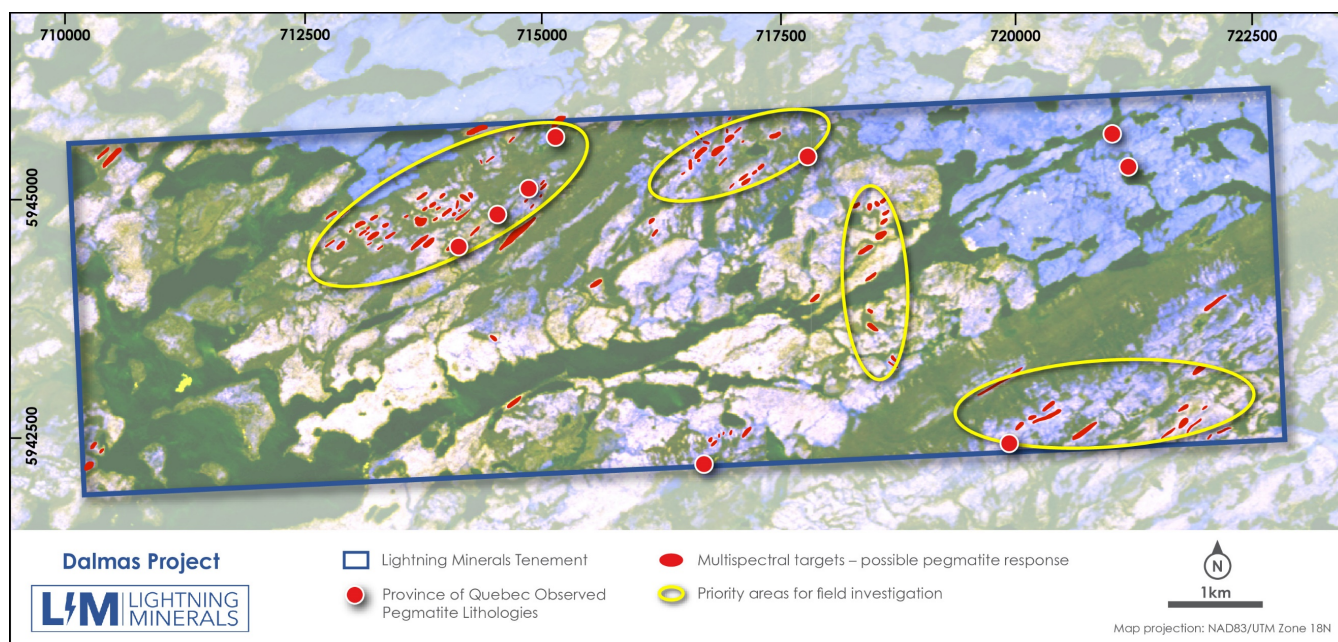 710000
712500
715000
717500
720000
722500
5945000
5942500
Dalmas Project
LM LIGHTNING
MINERALS
Lightning Minerals Tenement
Province of Quebec Observed
Pegmatite Lithologies
Multispectral targets – possible pegmatite response
Priority areas for field investigation
N
1km
Map projection: NAD83/UTM Zone 18N